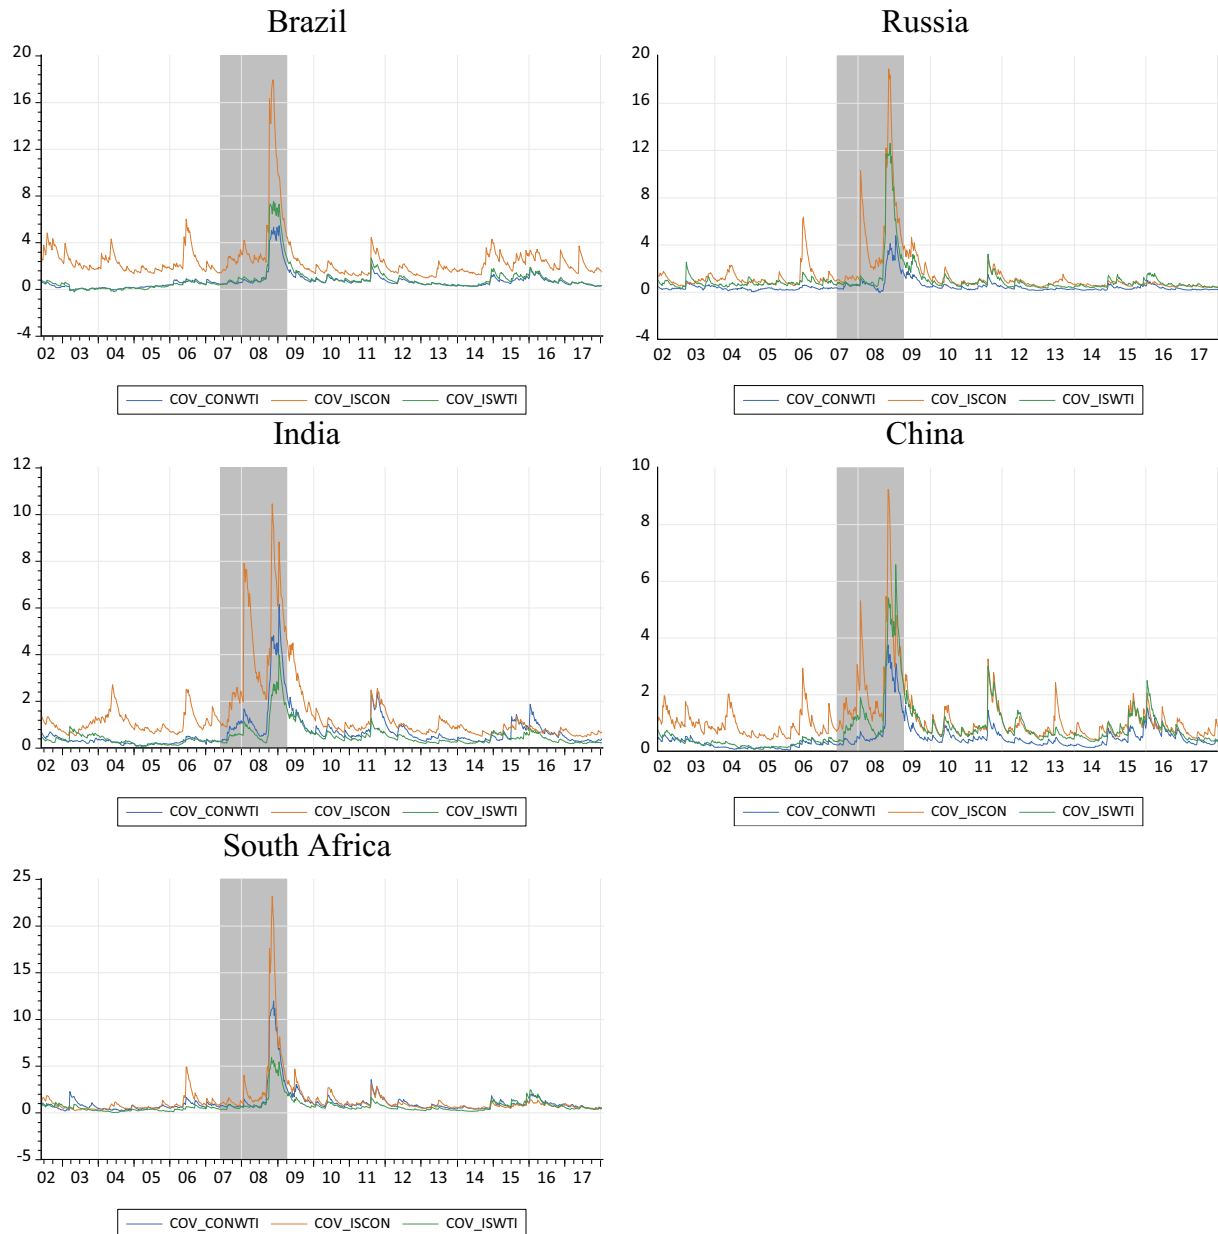 Brazil
20
16
12
8
4
0
-4
02 03 04 05 06 07 08 09 10 11 12 13 14 15 16 17
COV_CONWTI COV_ISCON COV_ISWTI
Russia
20
16
12
8
4
0
-4
02 03 04 05 06 07 08 09 10 11 12 13 14 15 16 17
COV_CONWTI COV_ISCON COV_ISWTI
India
12
10
8
6
4
2
0
02 03 04 05 06 07 08 09 10 11 12 13 14 15 16 17
COV_CONWTI COV_ISCON COV_ISWTI
China
10
8
6
4
2
0
02 03 04 05 06 07 08 09 10 11 12 13 14 15 16 17
COV_CONWTI COV_ISCON COV_ISWTI
South Africa
25
20
15
10
5
0
-5
02 03 04 05 06 07 08 09 10 11 12 13 14 15 16 17
COV_CONWTI COV_ISCON COV_ISWTI